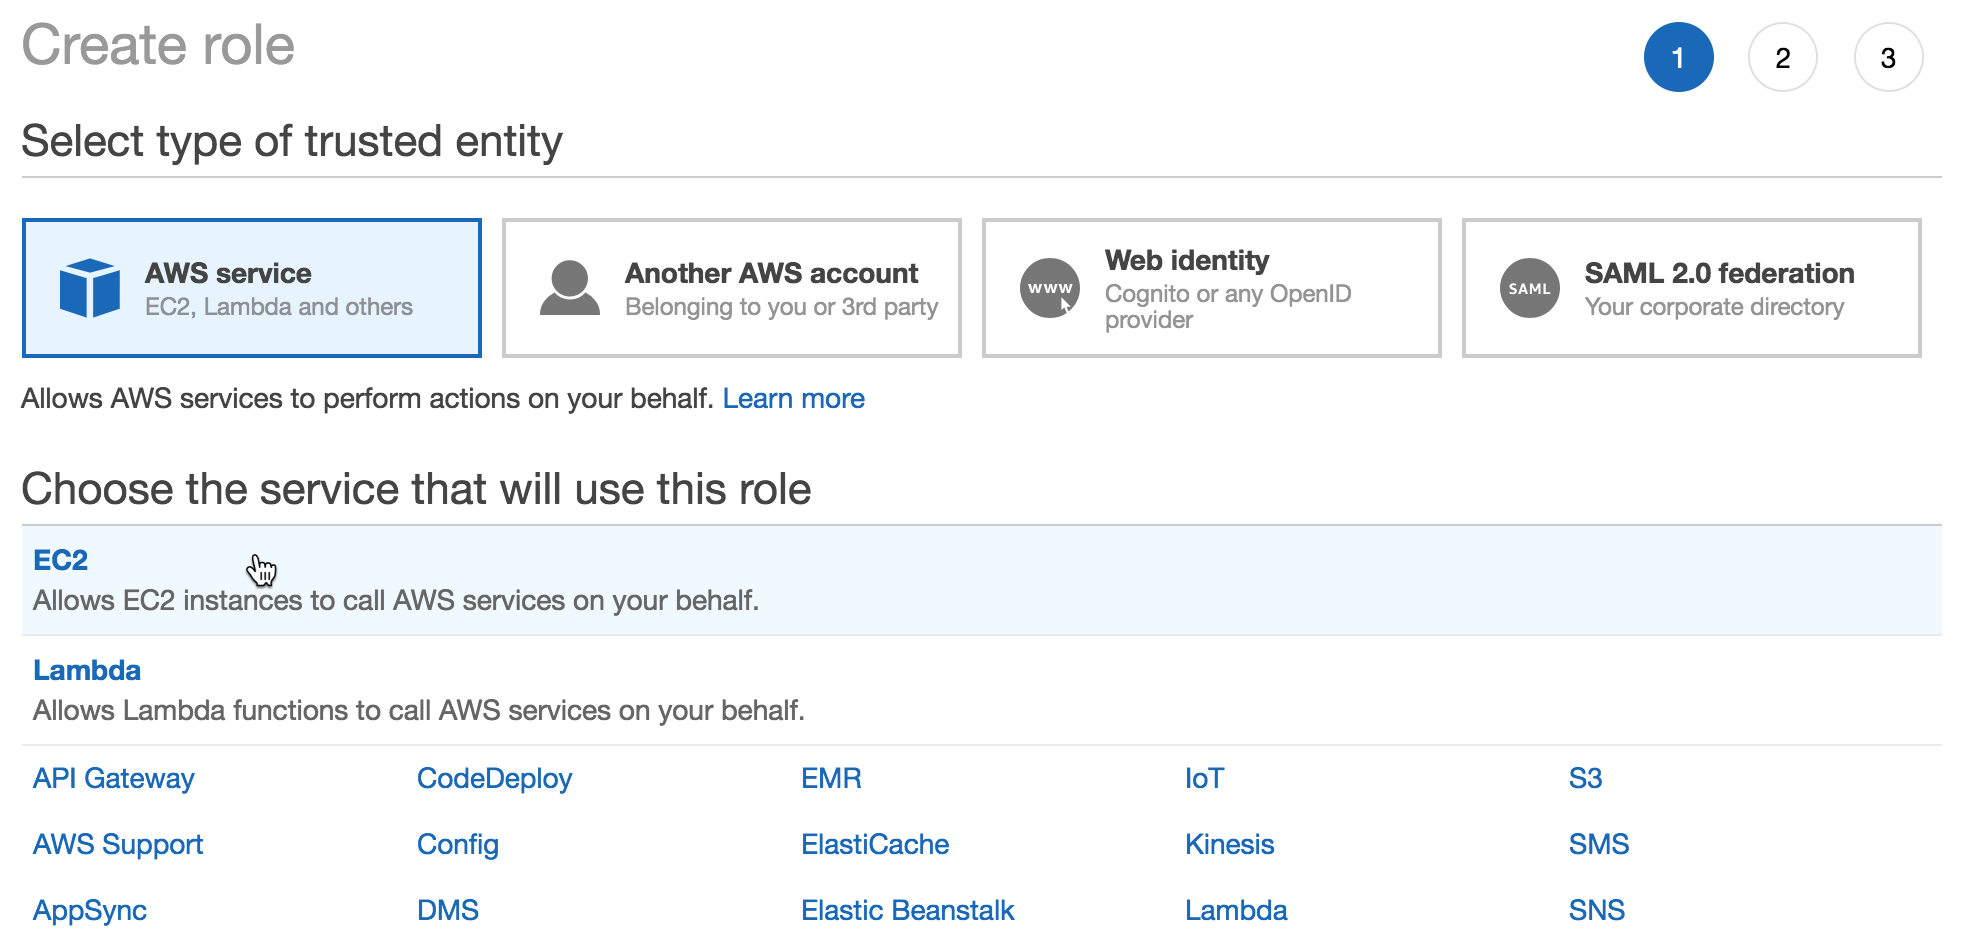 Create role
1 2 3
Select type of trusted entity
AWS service
EC2, Lambda and others
Another AWS account
Belonging to you or 3rd party
www
Web identity
Cognito or any OpenID
provider
SAML
SAML 2.0 federation
Your corporate directory
Allows AWS services to perform actions on your behalf. Learn more
Choose the service that will use this role
EC2
Allows EC2 instances to call AWS services on your behalf.
Lambda
Allows Lambda functions to call AWS services on your behalf.
API Gateway CodeDeploy EMR IoT S3
AWS Support Config ElastiCache Kinesis SMS
AppSync DMS Elastic Beanstalk Lambda SNS